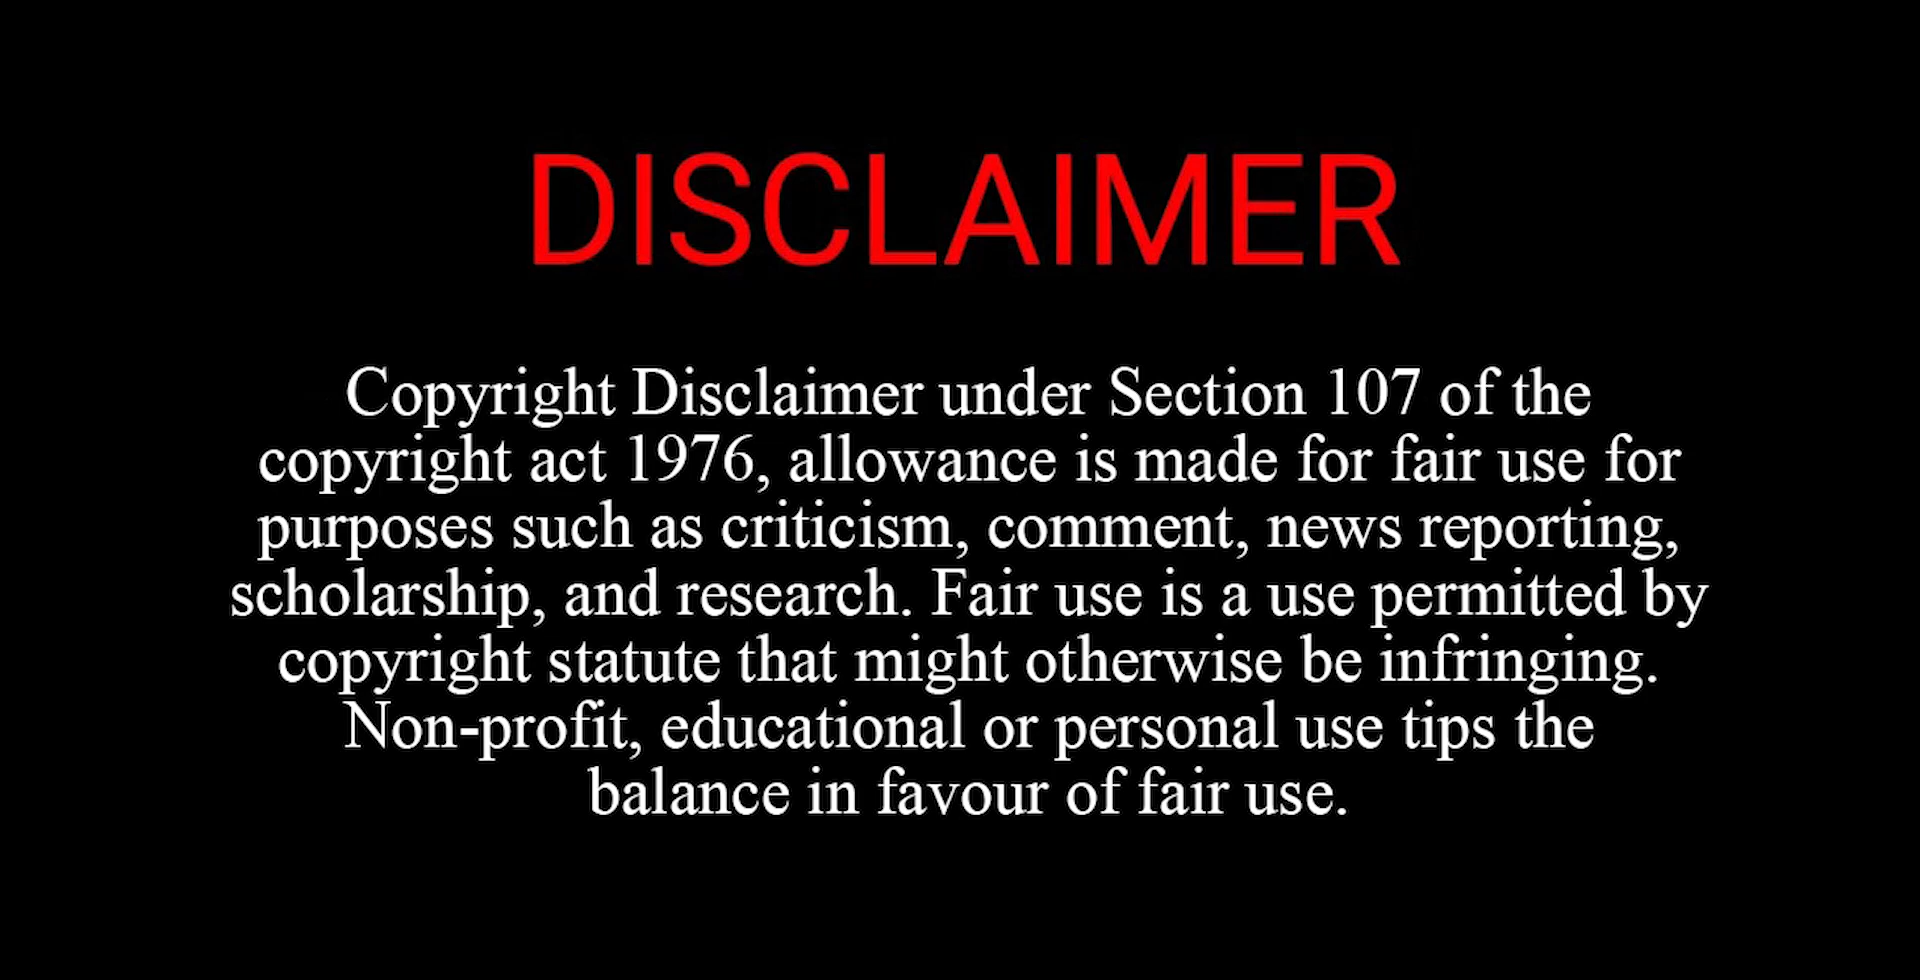 DISCLAIMER
Copyright Disclaimer under Section 107 of the
copyright act 1976, allowance is made for fair use for
purposes such as criticism, comment, news reporting,
scholarship, and research. Fair use is a use permitted by
copyright statute that might otherwise be infringing.
Non-profit, educational or personal use tips the
balance in favour of fair use.